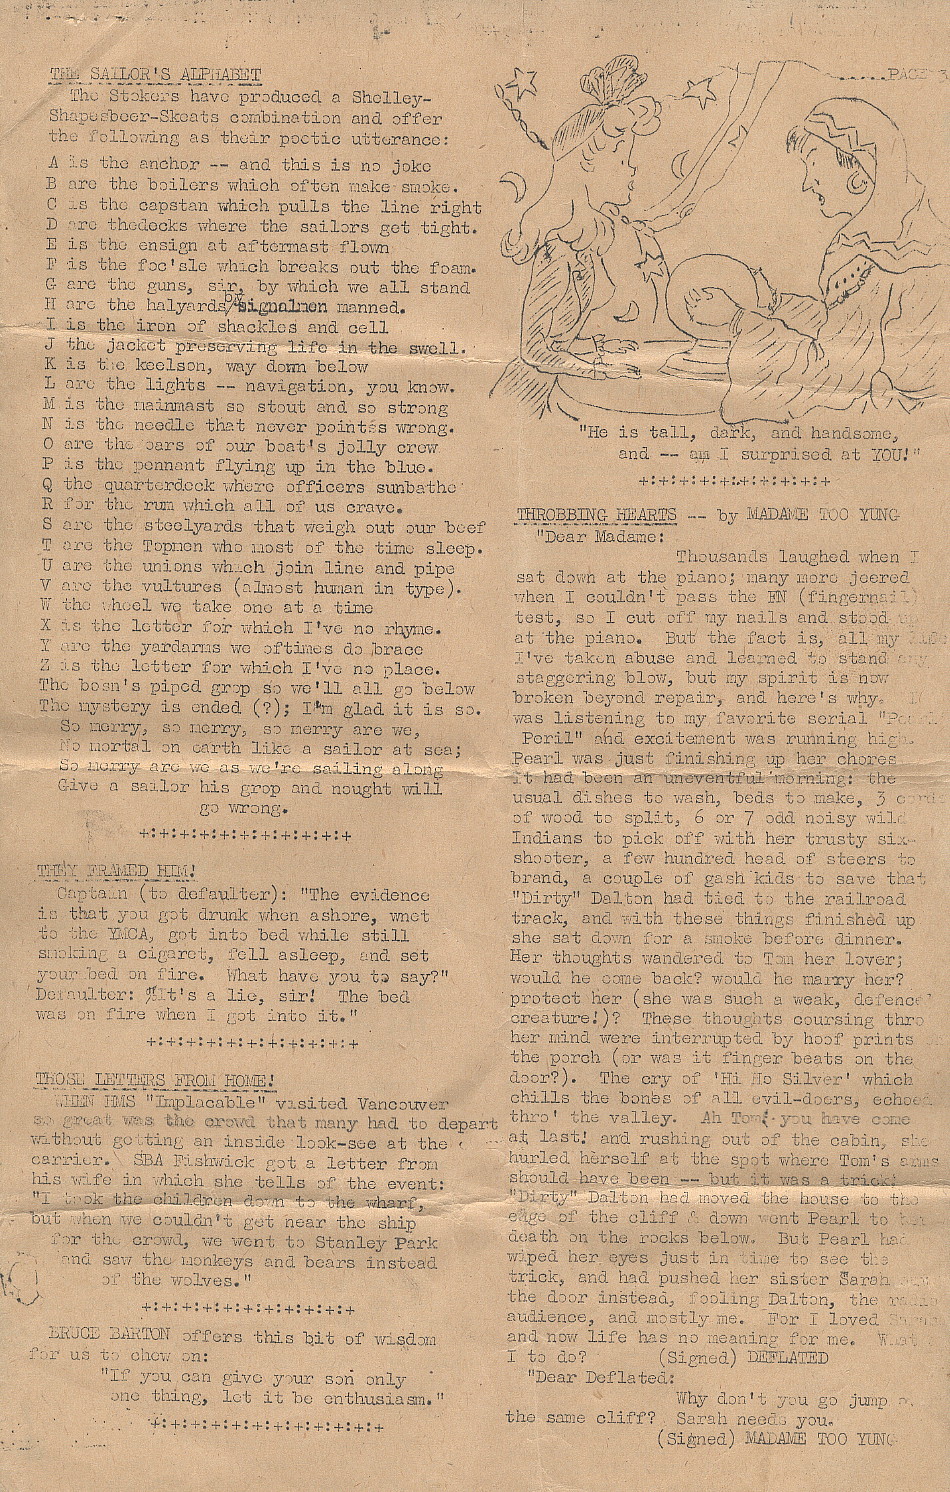 THE SAILOR'S ALPHABET
The Stokers have produced a Shelley-
Shapesbeer-Skeats combination and offer
the following as their poetic utterance:
A is the anchor -- and this is no joke
B are the boilers which often make smoke.
C is the capstan which pulls the line right
D are thedecks where the sailors get tight.
E is the ensign at aftermast flown
F is the foc'sle which breaks out the foam.
G are the guns, sir, by which we all stand
H are the halyards/by signalmen manned.
I is the iron of shackles and cell
J the jacket preserving life in the swell.
K is the keelson, way down below
L are the lights -- navigation, you know.
M is the mainmast so stout and so strong
N is the needle that never points wrong.
O are the oars of our boat's jolly crew
P is the pennant flying up in the blue.
Q the quarterdeck where officers sunbathe
R for the rum which all of us crave.
S are the steelyards that weigh out our beef
T are the Topmen who most of the time sleep.
U are the unions which join line and pipe
V are the vultures (almost human in type).
W the wheel we take one at a time
X is the letter for which I've no rhyme.
Y are the yardarms we oftimes do brace
Z is the letter for which I've no place.
The bosn's piped grop so we'll all go below
The mystery is ended (?); I'm glad it is so.
So merry, so merry, so merry are we,
No mortal on earth like a sailor at sea;
So merry are we as we're sailing along
Give a sailor his grop and nought will
go wrong.
+:+:+:+:+:+:+:+:+:+:+
THEY FRAMED HIM!
Captain (to defaulter): "The evidence
is that you got drunk when ashore, wnet
to the YMCA, got into bed while still
smoking a cigaret, fell asleep, and set
your bed on fire. What have you to say?"
Defaulter: "It's a lie, sir! The bed
was on fire when I got into it."
+:+:+:+:+:+:+:+:+:+:+
THOSE LETTERS FROM HOME!
WHEN HMS "Implacable" visited Vancouver
so great was the crowd that many had to depart
without getting an inside look-see at the
carrier. SBA Fishwick got a letter from
his wife in which she tells of the event:
"I took the children down to the wharf,
but when we couldn't get near the ship
for the crowd, we went to Stanley Park
and saw the monkeys and bears instead
of the wolves."
+:+:+:+:+:+:+:+:+:+:+
BRUCE BARTON offers this bit of wisdom
for us to chew on:
"If you can give your son only
one thing, let it be enthusiasm."
+:+:+:+:+:+:+:+:+:+:+:+
......PAGE 3
"He is tall, dark, and handsome,
and -- am I surprised at YOU!"
+:+:+:+:+:+:+:+:+:+
THROBBING HEARTS -- by MADAME TOO YUNG
"Dear Madame:
Thousands laughed when I
sat down at the piano; many more jeered
when I couldn't pass the FN (fingernail)
test, so I cut off my nails and stood up
at the piano. But the fact is, all my life
I've taken abuse and learned to stand any
staggering blow, but my spirit is now
broken beyond repair, and here's why. I
was listening to my favorite serial "Pearl
Peril" and excitement was running high.
Pearl was just finishing up her chores
it had been an uneventful morning: the
usual dishes to wash, beds to make, 3 cords
of wood to split, 6 or 7 odd noisy wild
Indians to pick off with her trusty six-
shooter, a few hundred head of steers to
brand, a couple of gash kids to save that
"Dirty" Dalton had tied to the railroad
track, and with these things finished up
she sat down for a smoke before dinner.
Her thoughts wandered to Tom her lover;
would he come back? would he marry her?
protect her (she was such a weak, defence'
creature!)? These thoughts coursing thro
her mind were interrupted by hoof prints on
the porch (or was it finger beats on the
door?). The cry of 'Hi Ho Silver' which
chills the bones of all evil-doers, echoed
thro' the valley. Ah Tom! you have come
at last! and rushing out of the cabin, she
hurled herself at the spot where Tom's arms
should have been -- but it was a trick!
"Dirty" Dalton had moved the house to the
edge of the cliff & down went Pearl to her
death on the rocks below. But Pearl had
wiped her eyes just in time to see the
trick, and had pushed her sister Sarah
the door instead, fooling Dalton, the radio
audience, and mostly me. For I loved Sarah
and now life has no meaning for me. What
I to do? (Signed) DEFLATED
"Dear Deflated:
Why don't you go jump
the same cliff? Sarah needs you.
(Signed) MADAME TOO YUNG